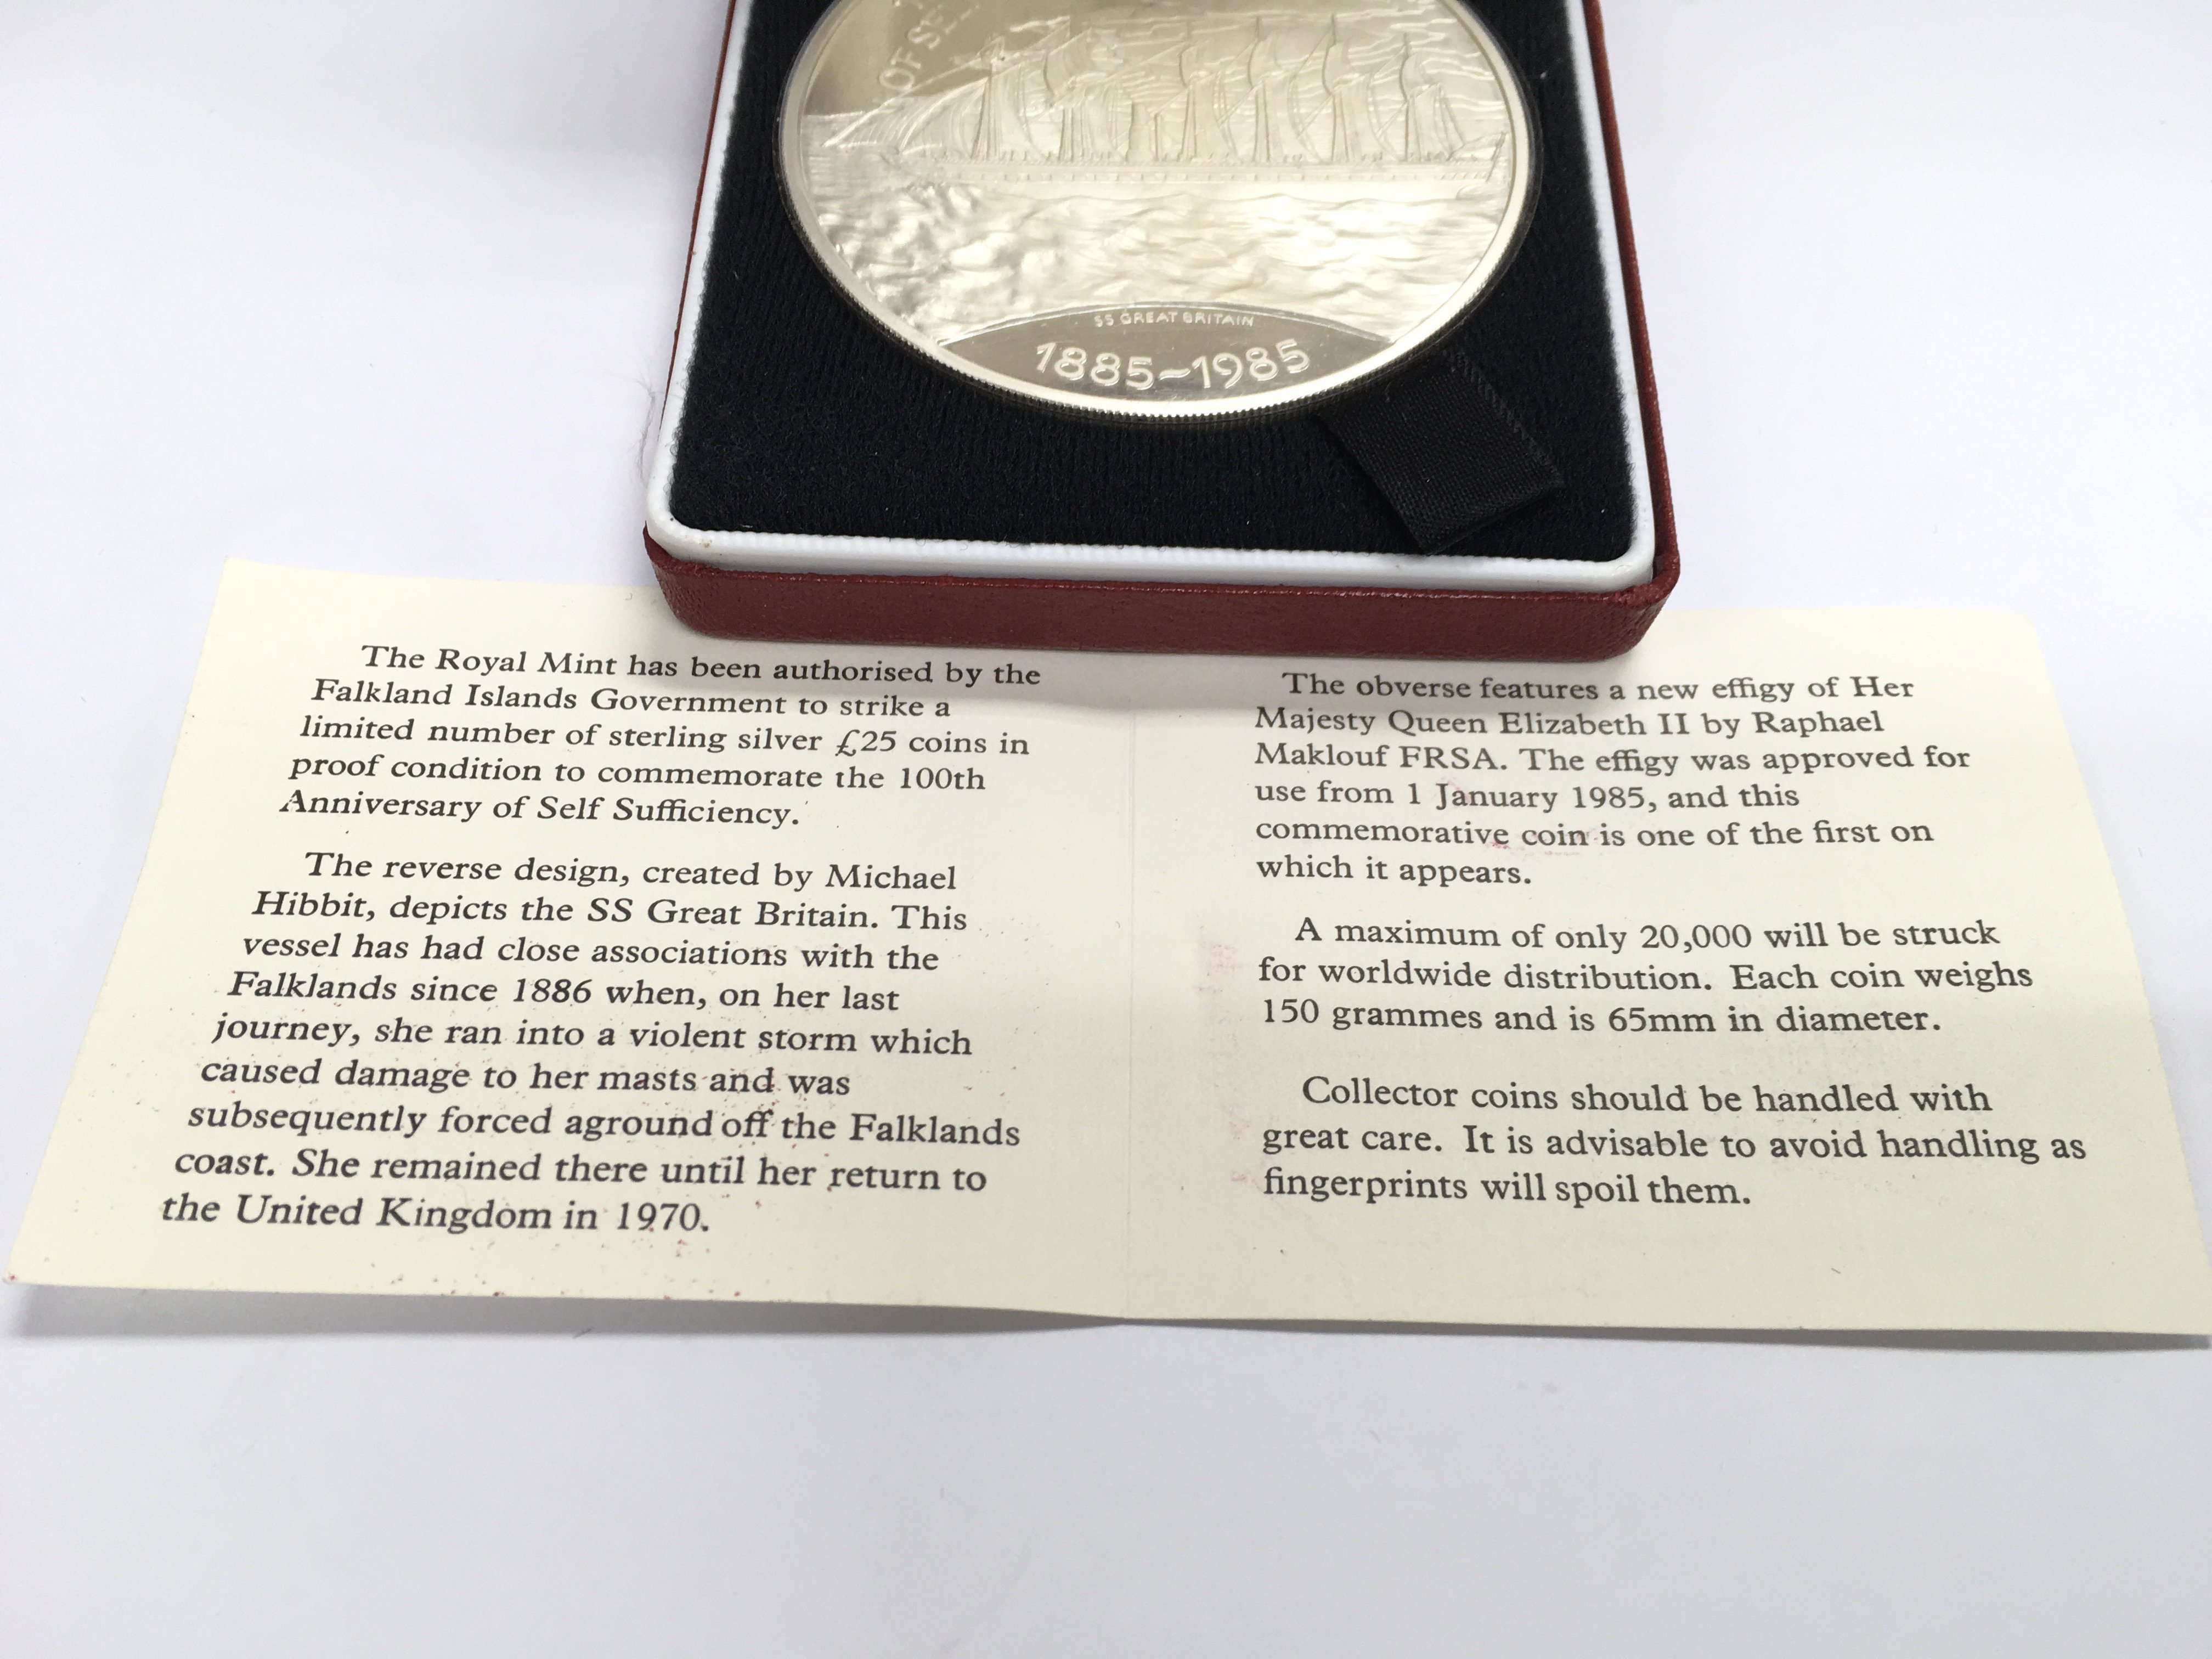 OF SE
SS GREAT BRITAIN
1885-1985
The Royal Mint has been authorised by the
Falkland Islands Government to strike a
limited number of sterling silver £25 coins in
proof condition to commemorate the 100th
Anniversary of Self Sufficiency.
The reverse design, created by Michael
Hibbit, depicts the SS Great Britain. This
vessel has had close associations with the
Falklands since 1886 when, on her last
journey, she ran into a violent storm which
caused damage to her masts and was
subsequently forced aground off the Falklands
coast. She remained there until her return to
the United Kingdom in 1970.
The obverse features a new effigy of Her
Majesty Queen Elizabeth II by Raphael
Maklouf FRSA. The effigy was approved for
use from 1 January 1985, and this
commemorative coin is one of the first on
which it appears.
A maximum of only 20,000 will be struck
for worldwide distribution. Each coin weighs
150 grammes and is 65mm in diameter.
Collector coins should be handled with
great care. It is advisable to avoid handling as
fingerprints will spoil them.